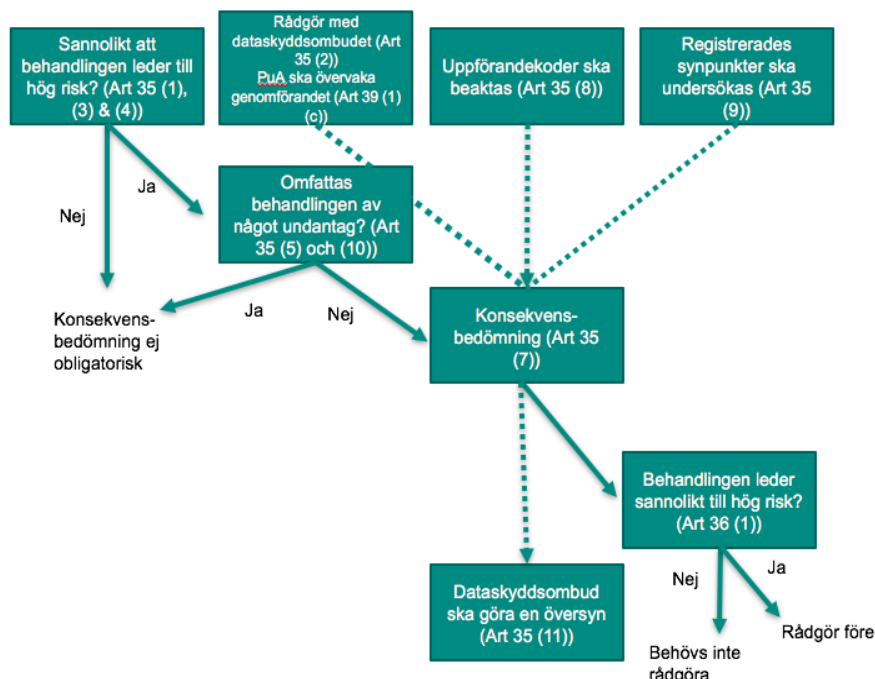 Sannolikt att
behandlingen leder till
hög risk? (Art 35 (1),
(3) & (4))
Rådgör med
dataskyddsombudet (Art
35 (2))
PuA ska övervaka
genomförandet (Art 39 (1)
(c))
Uppförandekoder ska
beaktas (Art 35 (8))
Registrerades
synpunkter ska
undersökas (Art 35
(9))
Ja
Nej
Omfattas
behandlingen av
något undantag? (Art
35 (5) och (10))
Ja
Nej
Konsekvens-
bedömning ej
obligatorisk
Konsekvens-
bedömning (Art 35
(7))
Behandlingen leder
sannolikt till hög risk?
(Art 36 (1))
Nej
Ja
Dataskyddsombud
ska göra en översyn
(Art 35 (11))
Rådgör före
Behövs inte
rådgöra